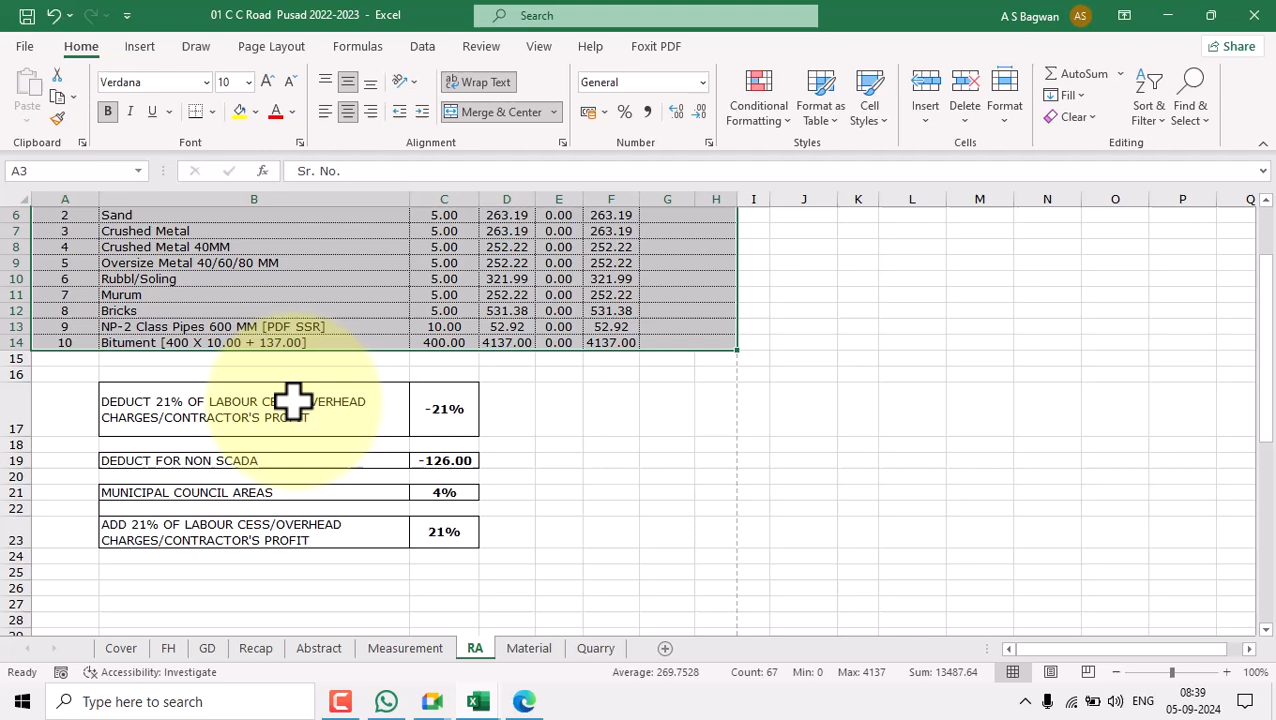 01 C C Road Pusad 2022-2023 - Excel
Search
A S Bagwan AS
File Home Insert Draw Page Layout Formulas Data Review View Help Foxit PDF Share
Verdana 10 Wrap Text General AutoSum
Paste Merge & Center Conditional Formatting Format as Table Cell Styles Insert Delete Format Fill Clear Sort & Filter Find & Select
Clipboard Font Alignment Number Styles Cells Editing
A3 Sr. No.
A B C D E F G H I J K L M N O P Q
6 2 Sand 5.00 263.19 0.00 263.19
7 3 Crushed Metal 5.00 263.19 0.00 263.19
8 4 Crushed Metal 40MM 5.00 252.22 0.00 252.22
9 5 Oversize Metal 40/60/80 MM 5.00 252.22 0.00 252.22
10 6 Rubbl/Soling 5.00 321.99 0.00 321.99
11 7 Murum 5.00 252.22 0.00 252.22
12 8 Bricks 5.00 531.38 0.00 531.38
13 9 NP-2 Class Pipes 600 MM [PDF SSR] 10.00 52.92 0.00 52.92
14 10 Bitument [400 X 10.00 + 137.00] 400.00 4137.00 0.00 4137.00
15
16
DEDUCT 21% OF LABOUR CESS/OVERHEAD
CHARGES/CONTRACTOR'S PROFIT -21%
17
18
19 DEDUCT FOR NON SCADA -126.00
20
21 MUNICIPAL COUNCIL AREAS 4%
22
ADD 21% OF LABOUR CESS/OVERHEAD
23 CHARGES/CONTRACTOR'S PROFIT 21%
24
25
26
27
28
Cover FH GD Recap Abstract Measurement RA Material Quarry
Ready Accessibility: Investigate Average: 269.7528 Count: 67 Min: 0 Max: 4137 Sum: 13487.64 100%
Type here to search ENG 08:39
05-09-2024